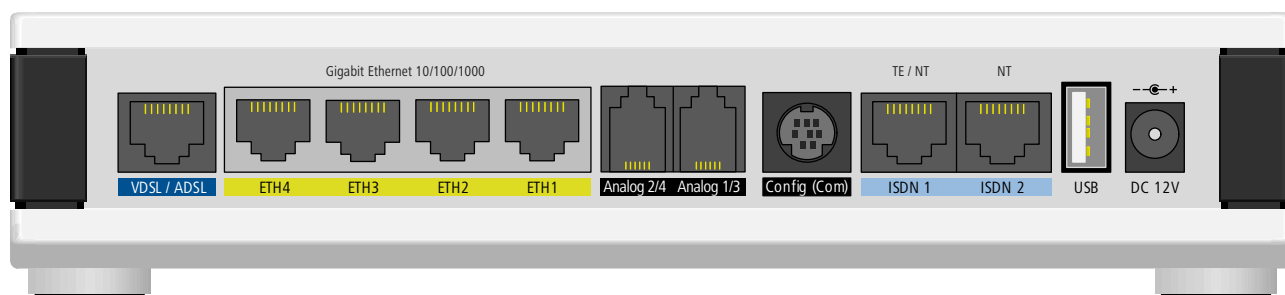 Gigabit Ethernet 10/100/1000
TE / NT
NT
VDSL / ADSL
ETH4
ETH3
ETH2
ETH1
Analog 2/4
Analog 1/3
Config (Com)
ISDN 1
ISDN 2
USB
DC 12V